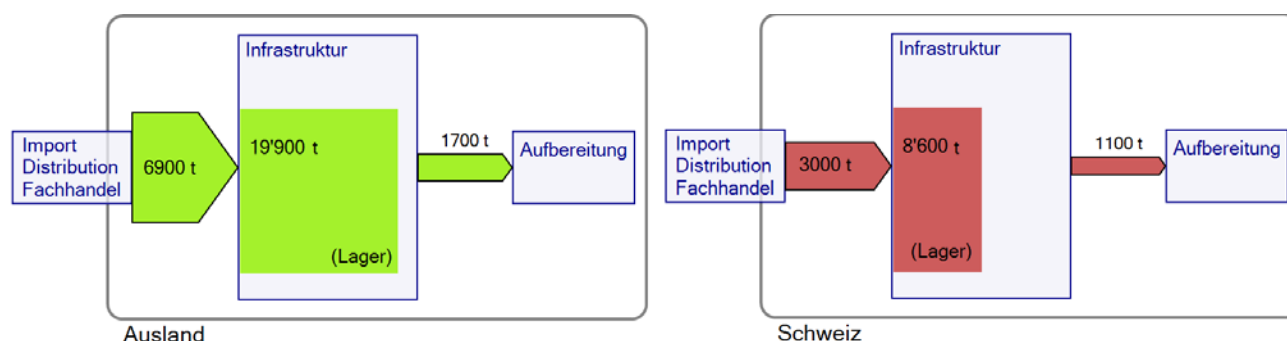 Infrastruktur
Import
Distribution
Fachhandel
6900 t
19'900 t
(Lager)
1700 t
Aufbereitung
Ausland
Infrastruktur
Import
Distribution
Fachhandel
3000 t
8'600 t
(Lager)
1100 t
Aufbereitung
Schweiz